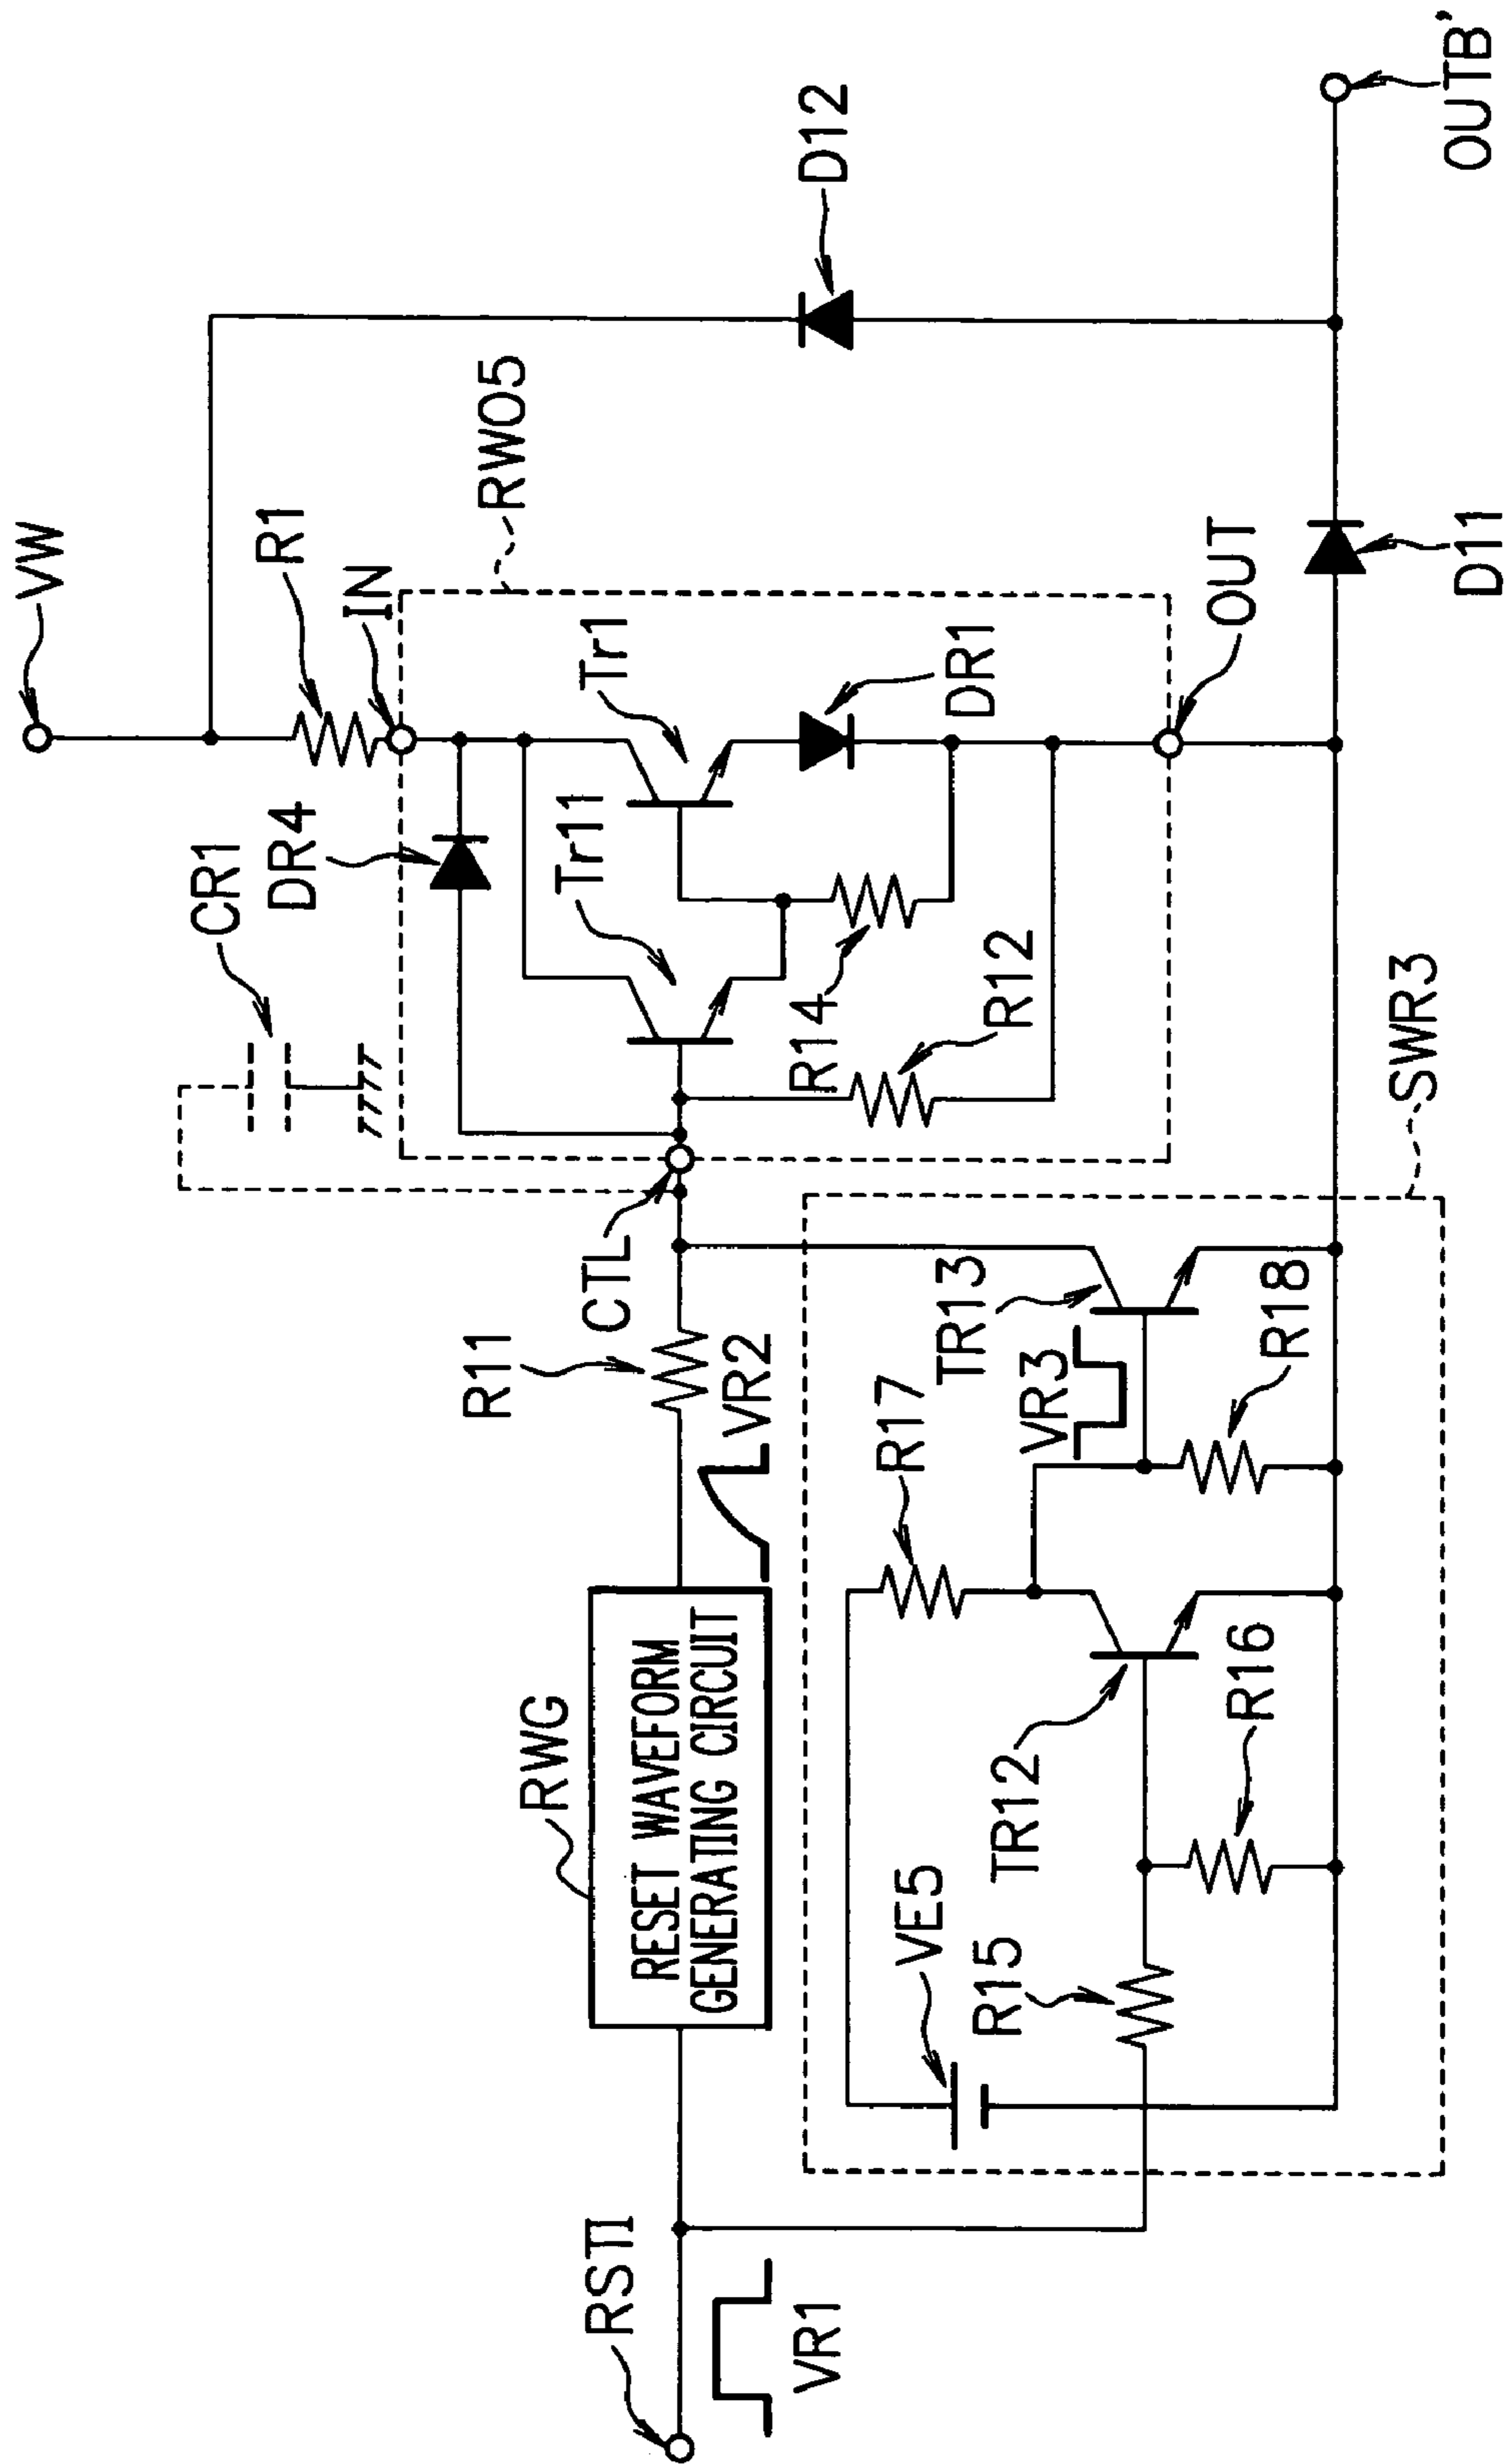 VW
R1
IN
D12
RW05
CR1
DR4
Tr1
Tr11
DR1
R14
R12
OUT
D11
OUTB'
CTL
R11
VR2
RWG
RESET WAVEFORM
GENERATING CIRCUIT
RSTI
VR1
SWR3
TR13
VR3
R18
R17
TR12
R16
VE5
R15